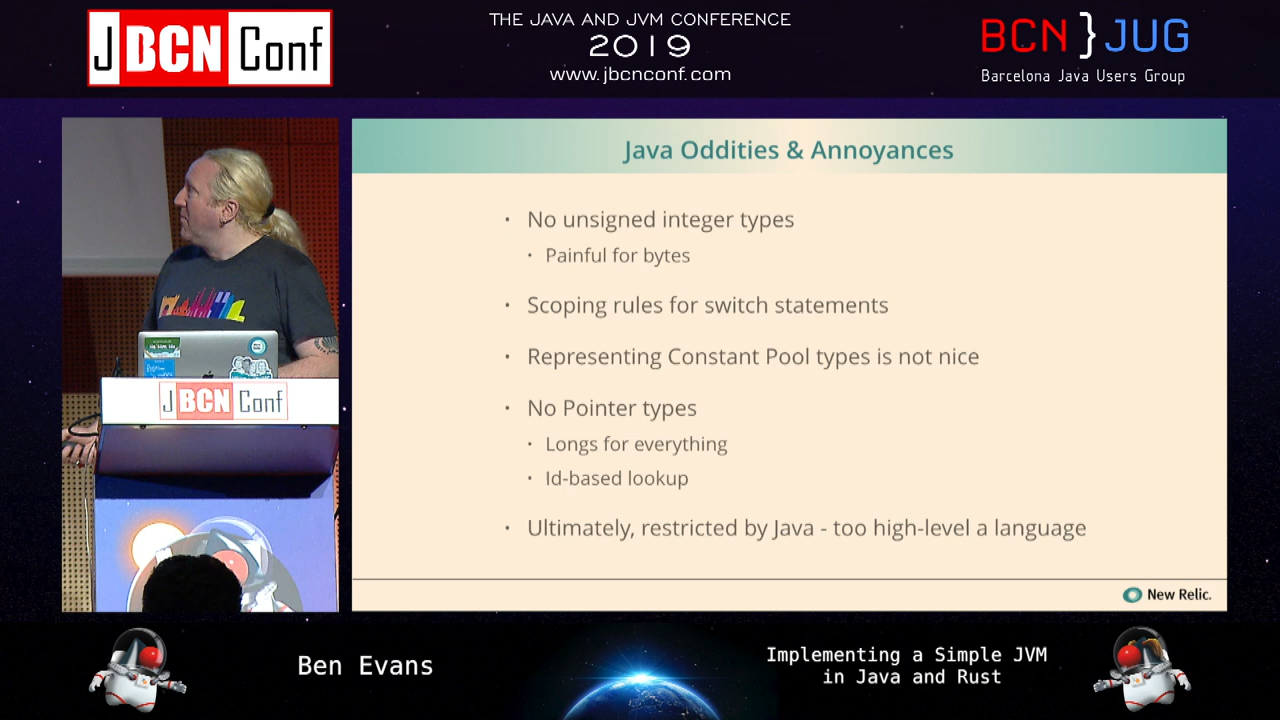 J BCN Conf
THE JAVA AND JVM CONFERENCE
2019
www.jbcnconf.com
BCN }JUG
Barcelona Java Users Group
Java Oddities & Annoyances
• No unsigned integer types
• Painful for bytes
• Scoping rules for switch statements
• Representing Constant Pool types is not nice
• No Pointer types
• Longs for everything
• Id-based lookup
• Ultimately, restricted by Java - too high-level a language
New Relic.
J BCN Conf
Ben Evans
Implementing a Simple JVM
in Java and Rust